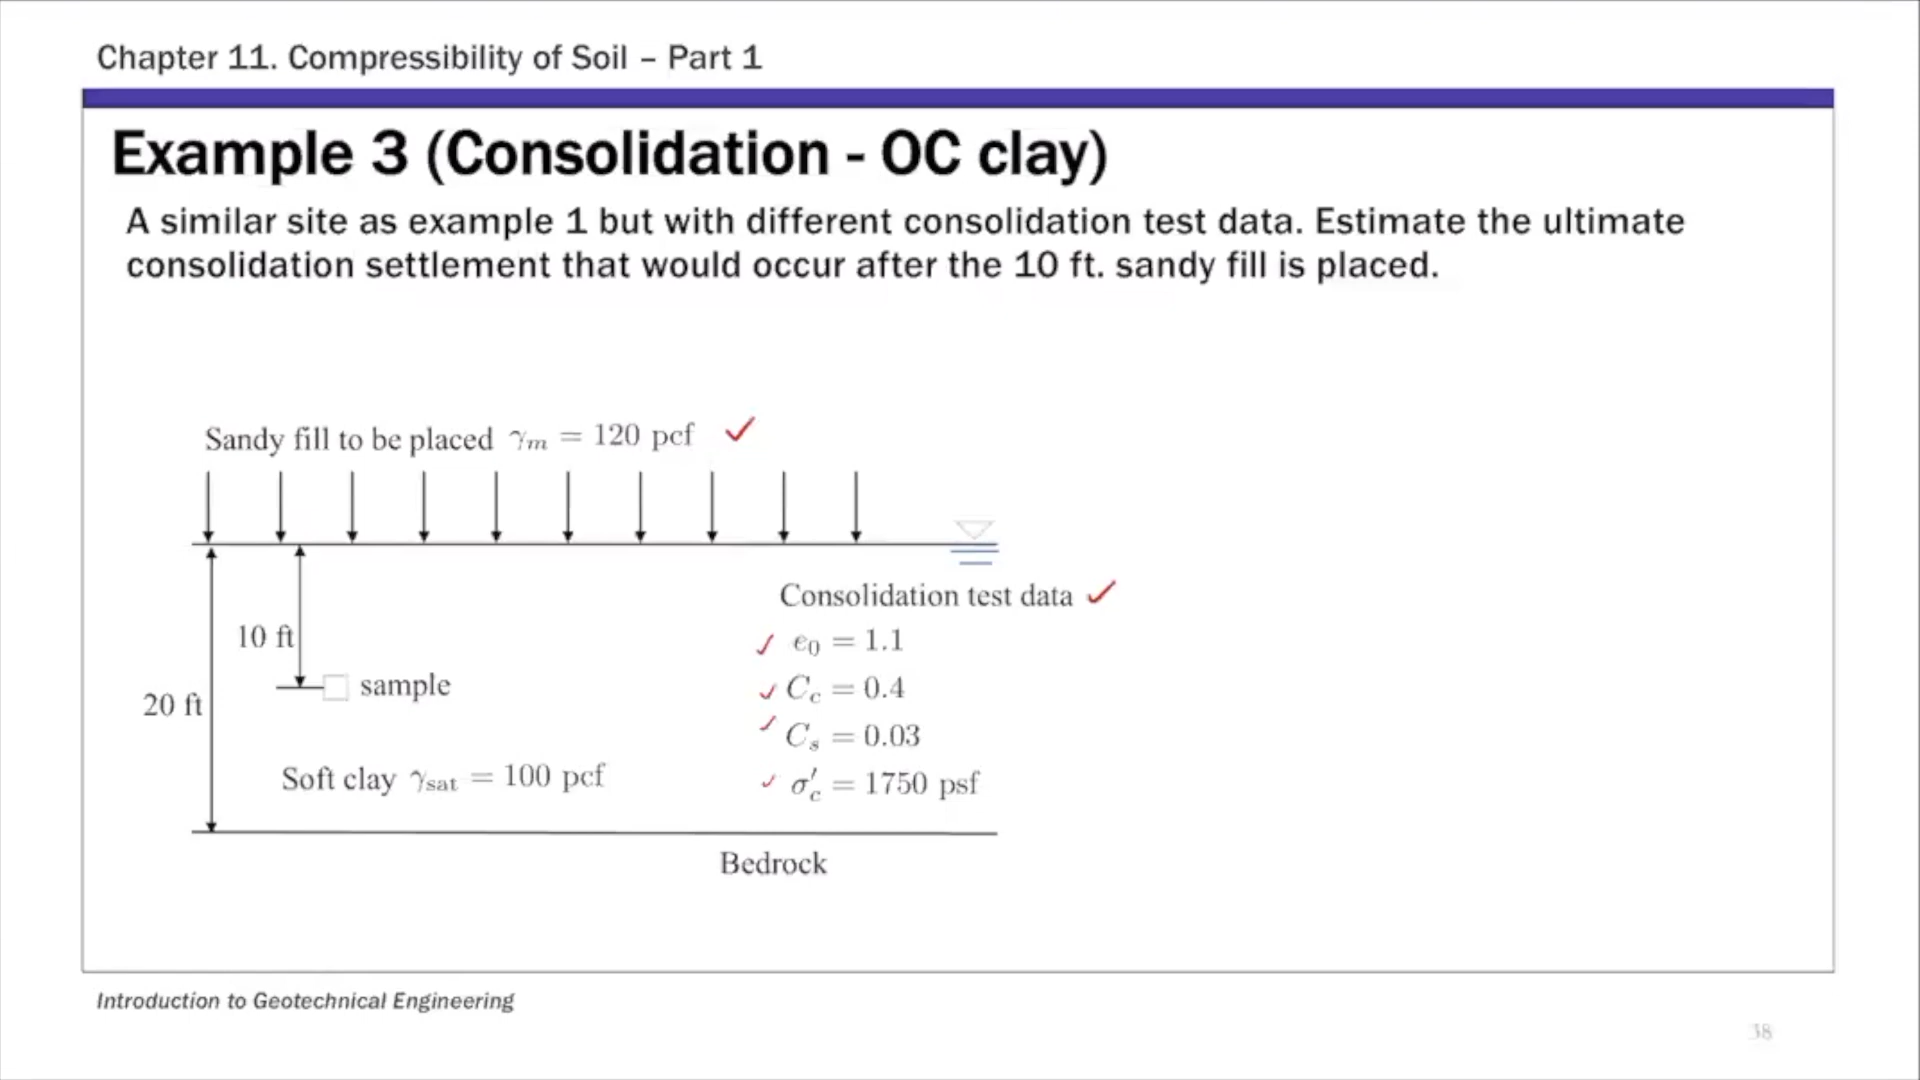 Chapter 11. Compressibility of Soil – Part 1
Example 3 (Consolidation - OC clay)
A similar site as example 1 but with different consolidation test data. Estimate the ultimate
consolidation settlement that would occur after the 10 ft. sandy fill is placed.
Sandy fill to be placed γm = 120 pcf
Consolidation test data
10 ft
e0 = 1.1
sample
Cc = 0.4
20 ft
Cs = 0.03
Soft clay γsat = 100 pcf
σ′c = 1750 psf
Bedrock
Introduction to Geotechnical Engineering
38